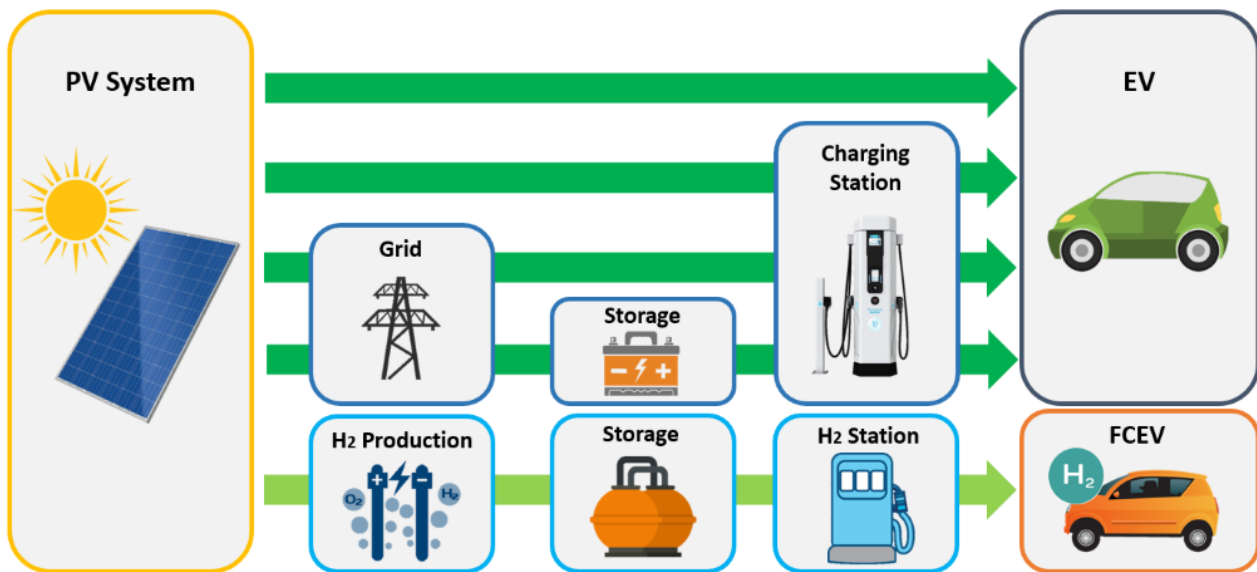 PV System
EV
Charging
Station
Grid
Storage
H2 Production
O2
H2
Storage
H2 Station
FCEV
H2